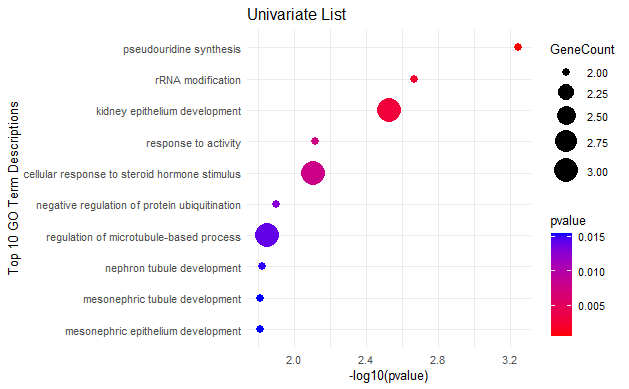 Univariate List
Top 10 GO Term Descriptions
pseudouridine synthesis
rRNA modification
kidney epithelium development
response to activity
cellular response to steroid hormone stimulus
negative regulation of protein ubiquitination
regulation of microtubule-based process
nephron tubule development
mesonephric tubule development
mesonephric epithelium development
2.0 2.4 2.8 3.2
-log10(pvalue)
GeneCount
2.00
2.25
2.50
2.75
3.00
pvalue
0.015
0.010
0.005